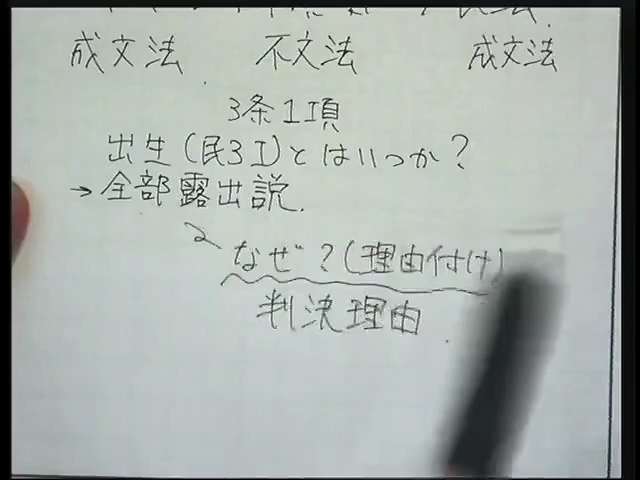 成文法 不文法 成文法
3条1項
出生(民3I)とはいつか?
→全部露出説.
なぜ?(理由付け)
判決理由